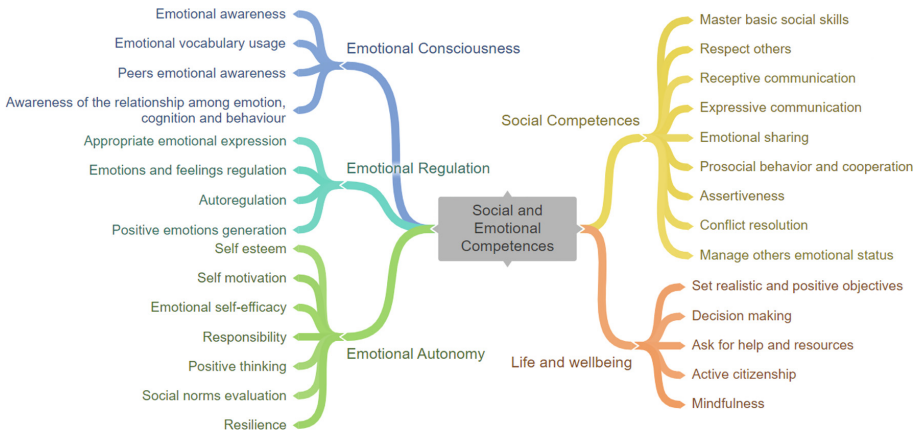 Emotional awareness
Emotional vocabulary usage
Peers emotional awareness
Awareness of the relationship among emotion,
cognition and behaviour
Emotional Consciousness
Appropriate emotional expression
Emotions and feelings regulation
Autoregulation
Positive emotions generation
Emotional Regulation
Self esteem
Self motivation
Emotional self-efficacy
Responsibility
Positive thinking
Social norms evaluation
Resilience
Emotional Autonomy
Social and
Emotional
Competences
Social Competences
Master basic social skills
Respect others
Receptive communication
Expressive communication
Emotional sharing
Prosocial behavior and cooperation
Assertiveness
Conflict resolution
Manage others emotional status
Life and wellbeing
Set realistic and positive objectives
Decision making
Ask for help and resources
Active citizenship
Mindfulness